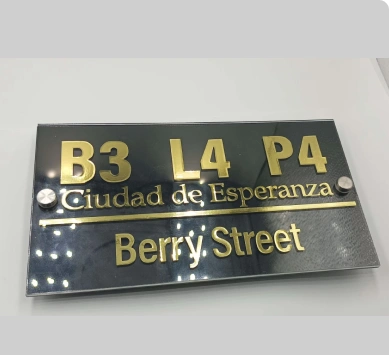 B3 L4 P4
Ciudad de Esperanza
Berry Street